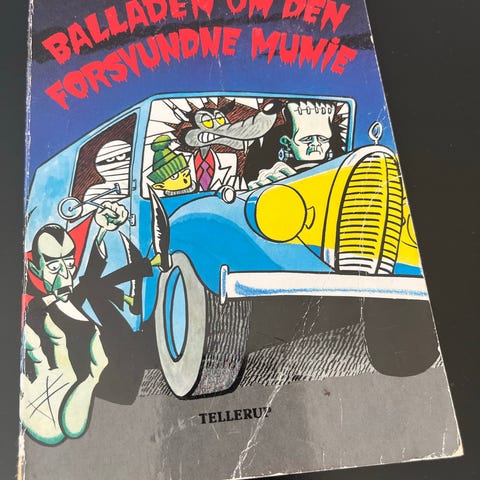 BALLADEN OM DEN
FORSVUNDNE MUMIE
TELLERUP